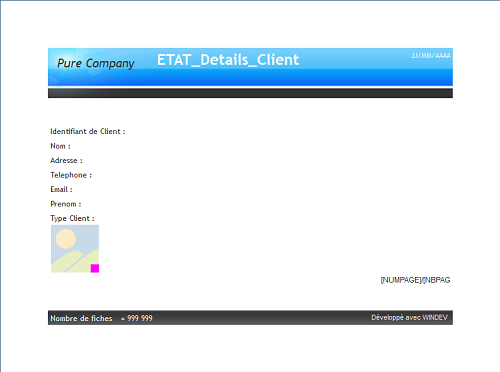 Pure Company
ETAT_Details_Client
JJ/MM/AAAA
Identifiant de Client :
Nom :
Adresse :
Telephone :
Email :
Prenom :
Type Client :
[NUMPAGE]/[NBPAG
Nombre de fiches = 999 999
Développé avec WINDEV